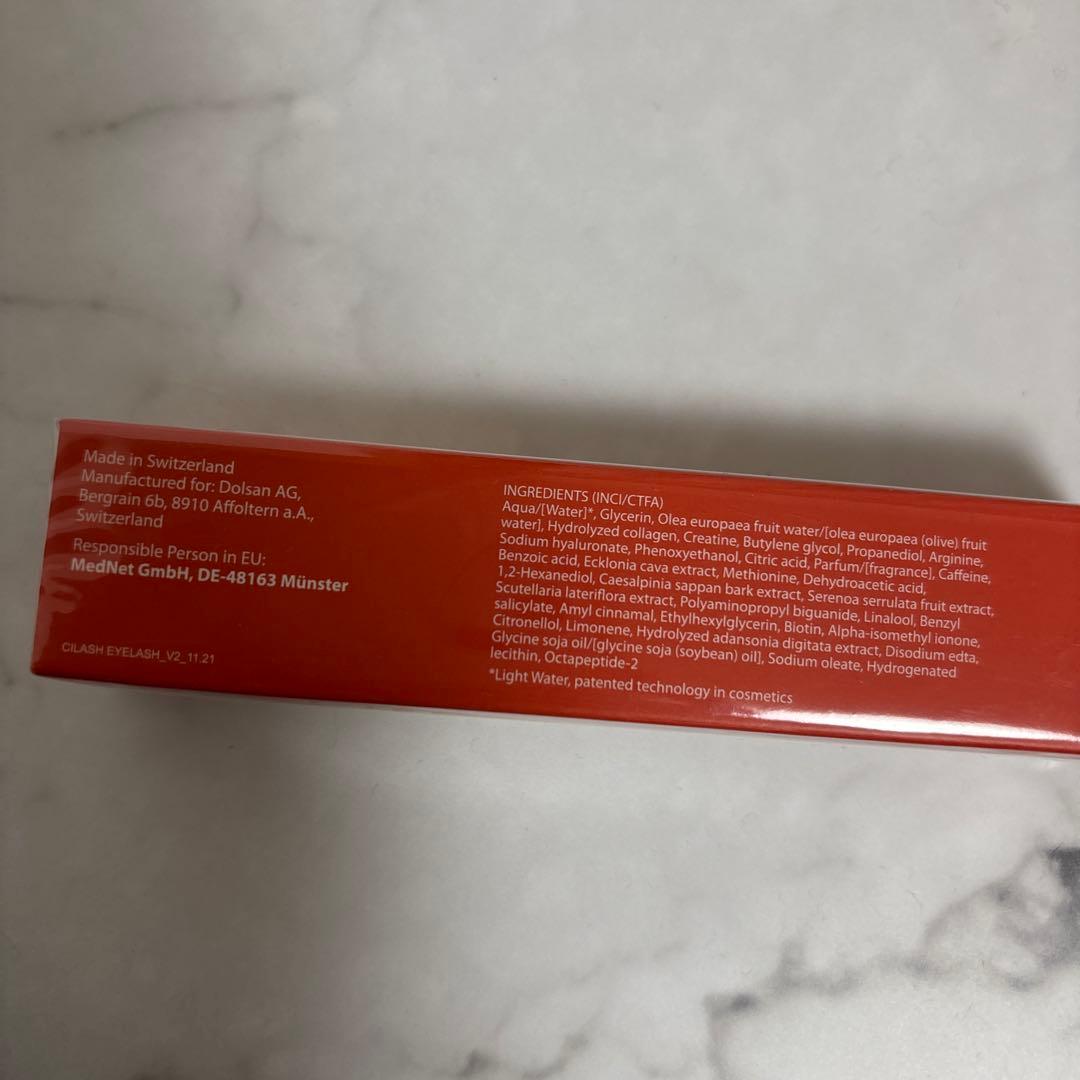 Made in Switzerland
Manufactured for: Dolsan AG,
Bergrain 6b, 8910 Affoltern a.A.,
Switzerland
Responsible Person in EU:
MedNet GmbH, DE-48163 Münster
CILASH EYELASH_V2_11.21
INGREDIENTS (INCI/CTFA)
Aqua/[Water]*, Glycerin, Olea europaea fruit water/[olea europaea (olive) fruit
water], Hydrolyzed collagen, Creatine, Butylene glycol, Propanediol, Arginine,
Sodium hyaluronate, Phenoxyethanol, Citric acid, Parfum/[fragrance], Caffeine,
Benzoic acid, Ecklonia cava extract, Methionine, Dehydroacetic acid,
1,2-Hexanediol, Caesalpinia sappan bark extract, Serenoa serrulata fruit extract,
Scutellaria lateriflora extract, Polyaminopropyl biguanide, Linalool, Benzyl
salicylate, Amyl cinnamal, Ethylhexylglycerin, Biotin, Alpha-isomethyl ionone,
Citronellol, Limonene, Hydrolyzed adansonia digitata extract, Disodium edta,
Glycine soja oil/[glycine soja (soybean) oil], Sodium oleate, Hydrogenated
lecithin, Octapeptide-2
*Light Water, patented technology in cosmetics